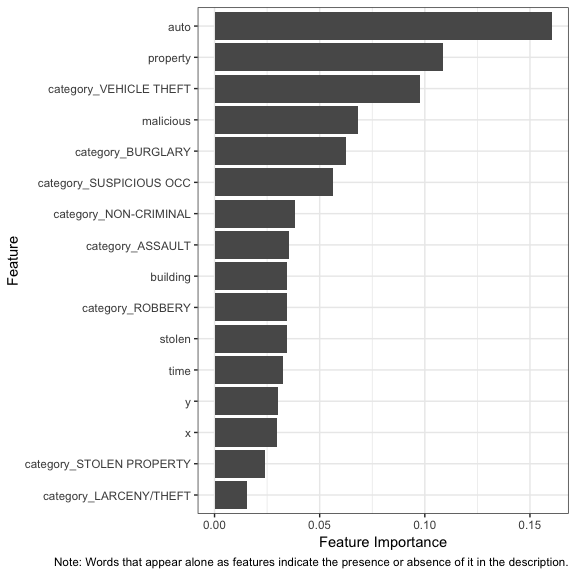 auto
property
category_VEHICLE THEFT
malicious
category_BURGLARY
category_SUSPICIOUS OCC
category_NON-CRIMINAL
category_ASSAULT
building
category_ROBBERY
stolen
time
y
x
category_STOLEN PROPERTY
category_LARCENY/THEFT
Feature
0.00 0.05 0.10 0.15
Feature Importance
Note: Words that appear alone as features indicate the presence or absence of it in the description.